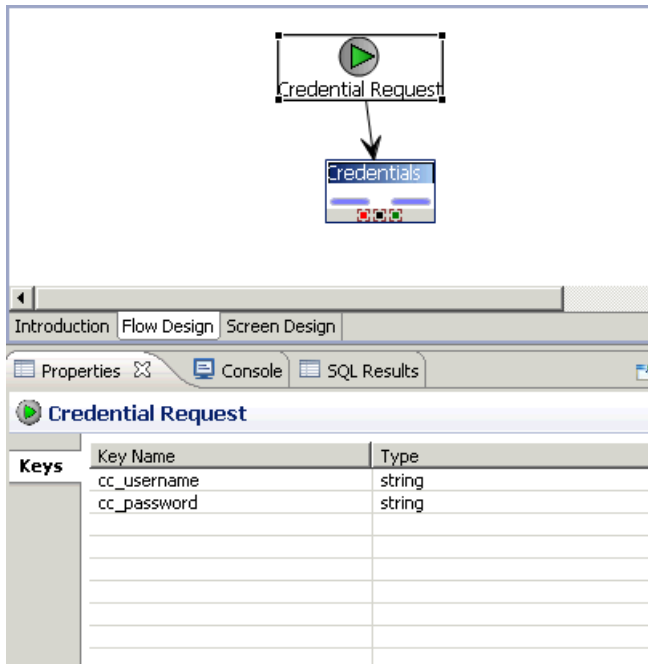 Credential Request
Credentials
Introduction Flow Design Screen Design
Properties Console SQL Results
Credential Request
Keys
Key Name Type
cc_username string
cc_password string